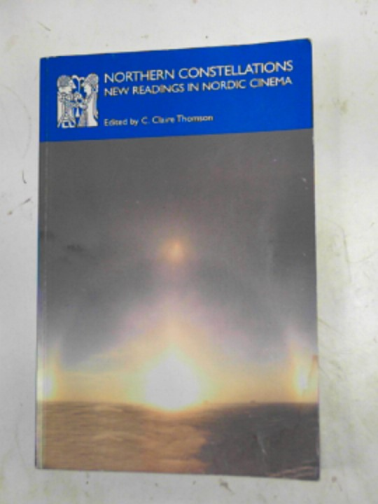 NORTHERN CONSTELLATIONS
NEW READINGS IN NORDIC CINEMA
Edited by C. Claire Thomson